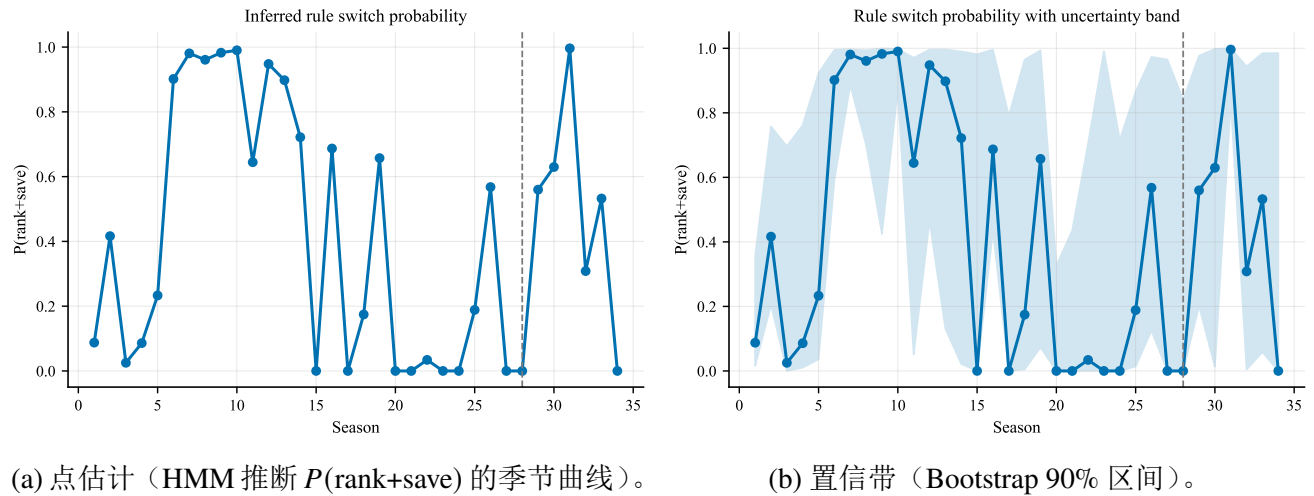 Inferred rule switch probability
P(rank+save)
1.0
0.8
0.6
0.4
0.2
0.0
0 5 10 15 20 25 30 35
Season
(a) 点估计（HMM 推断 P(rank+save) 的季节曲线）。
Rule switch probability with uncertainty band
P(rank+save)
1.0
0.8
0.6
0.4
0.2
0.0
0 5 10 15 20 25 30 35
Season
(b) 置信带（Bootstrap 90% 区间）。